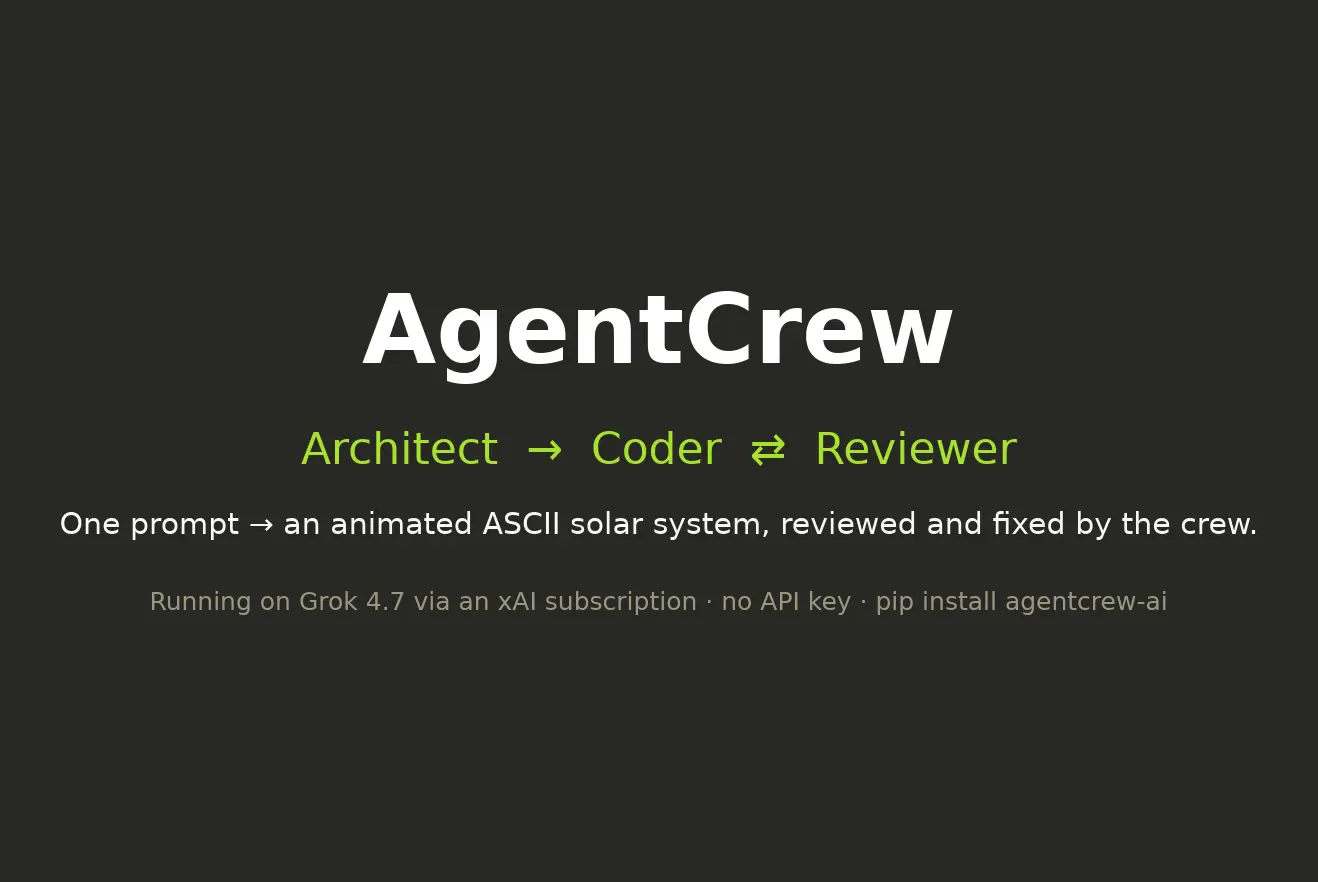 AgentCrew
Architect → Coder ⇄ Reviewer
One prompt → an animated ASCII solar system, reviewed and fixed by the crew.
Running on Grok 4.7 via an xAI subscription · no API key · pip install agentcrew-ai